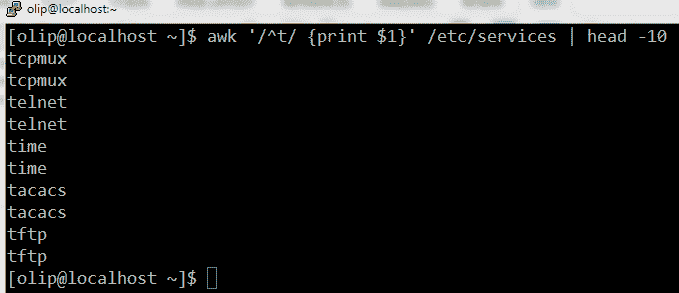 olip@localhost:~
[olip@localhost ~]$ awk '/^t/ {print $1}' /etc/services | head -10
tcpmux
tcpmux
telnet
telnet
time
time
tacacs
tacacs
tftp
tftp
[olip@localhost ~]$